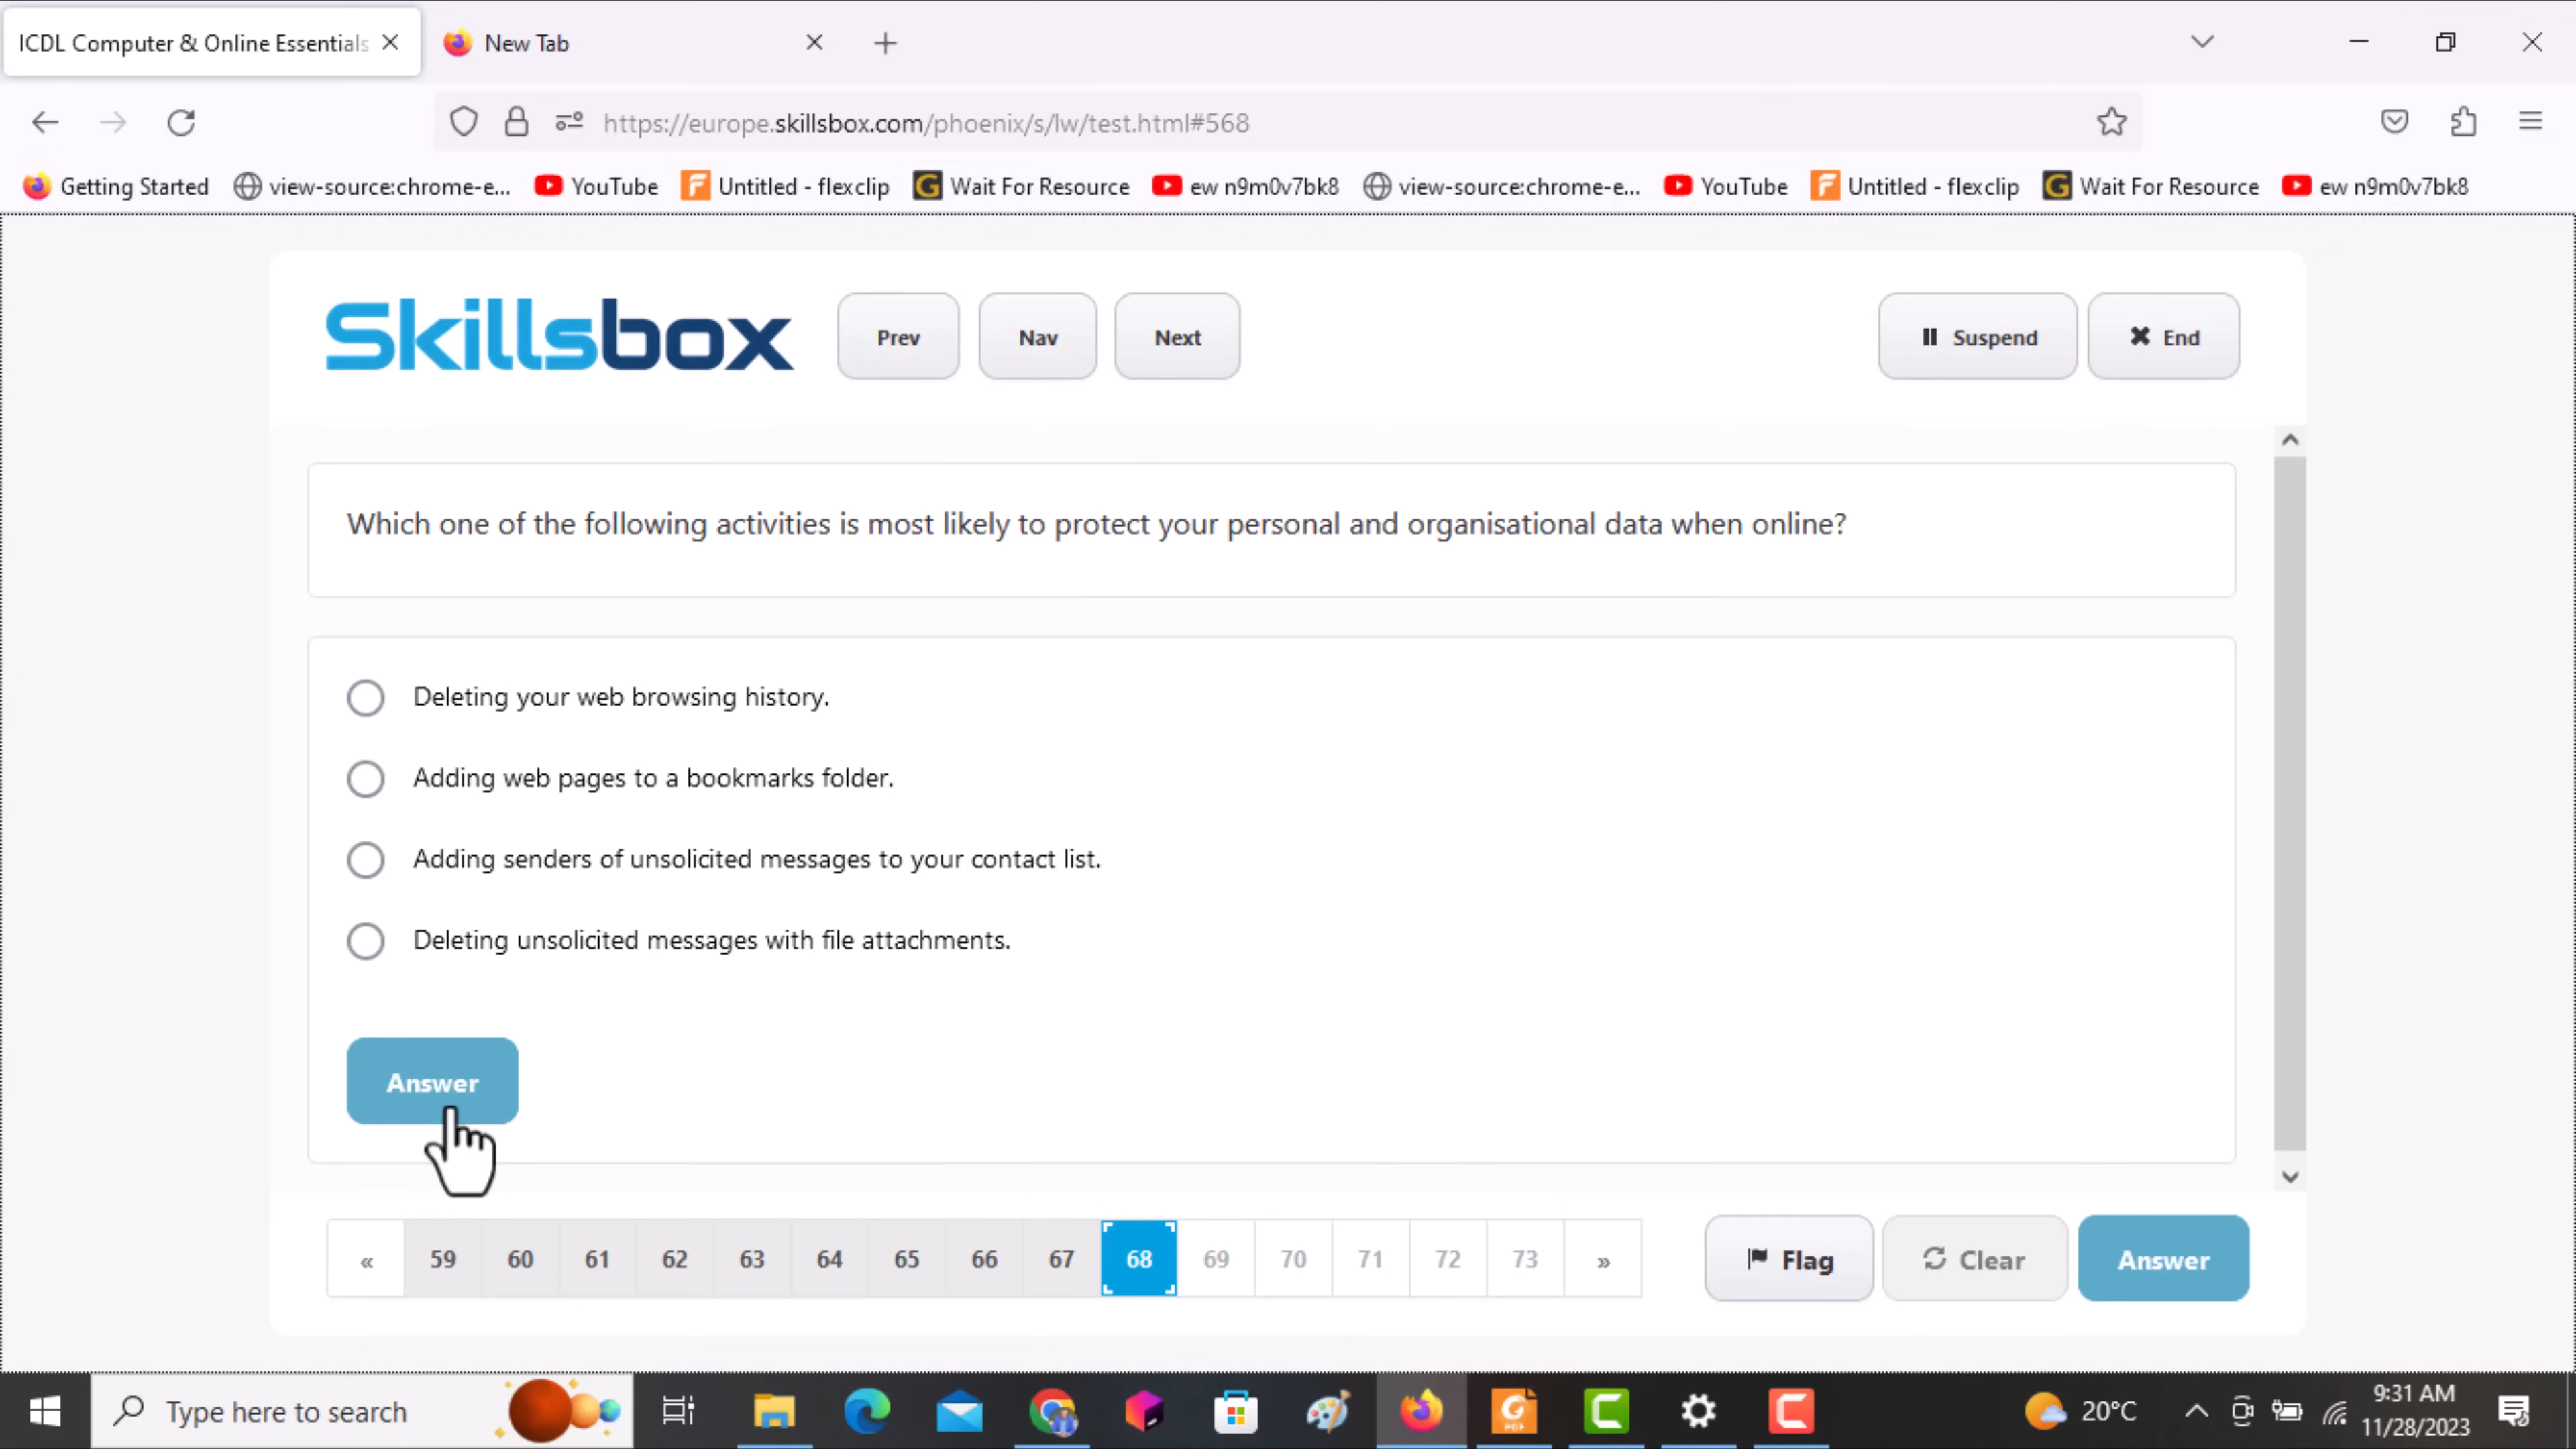 ICDL Computer & Online Essentials
New Tab
https://europe.skillsbox.com/phoenix/s/lw/test.html#568
Getting Started view-source:chrome-e... YouTube Untitled - flexclip Wait For Resource ew n9m0v7bk8 view-source:chrome-e... YouTube Untitled - flexclip Wait For Resource ew n9m0v7bk8
Skillsbox Prev Nav Next Suspend End
Which one of the following activities is most likely to protect your personal and organisational data when online?
Deleting your web browsing history.
Adding web pages to a bookmarks folder.
Adding senders of unsolicited messages to your contact list.
Deleting unsolicited messages with file attachments.
Answer
« 59 60 61 62 63 64 65 66 67 68 69 70 71 72 73 » Flag Clear Answer
Type here to search 20°C 9:31 AM
11/28/2023